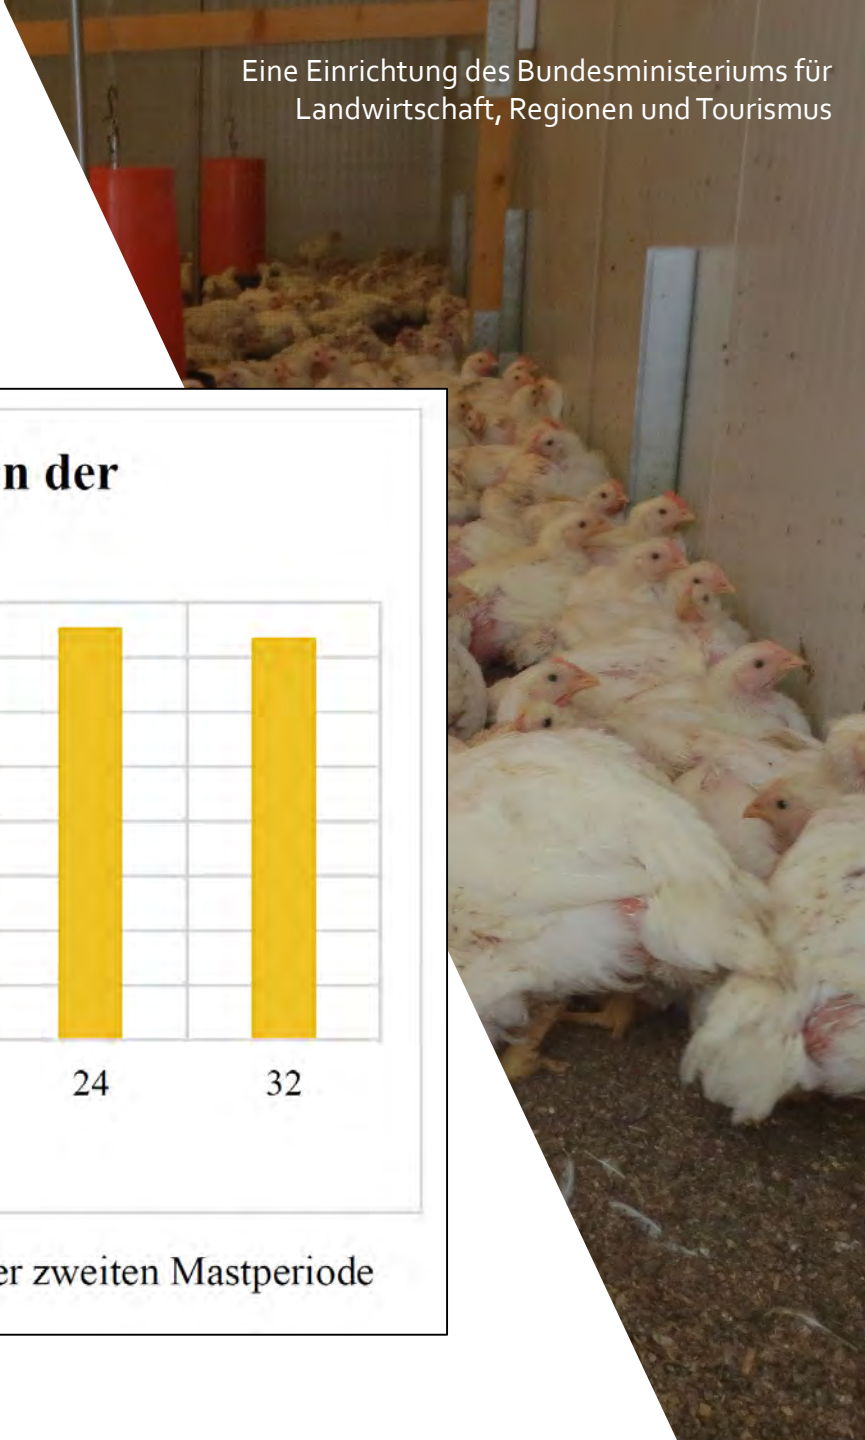 Eine Einrichtung des Bundesministeriums für
Landwirtschaft, Regionen und Tourismus
n der
24
32
er zweiten Mastperiode